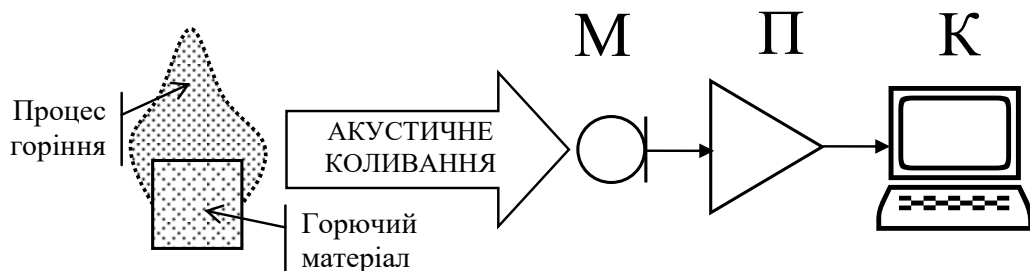 М П К
Процес
горіння
АКУСТИЧНЕ
КОЛИВАННЯ
Горючий
матеріал